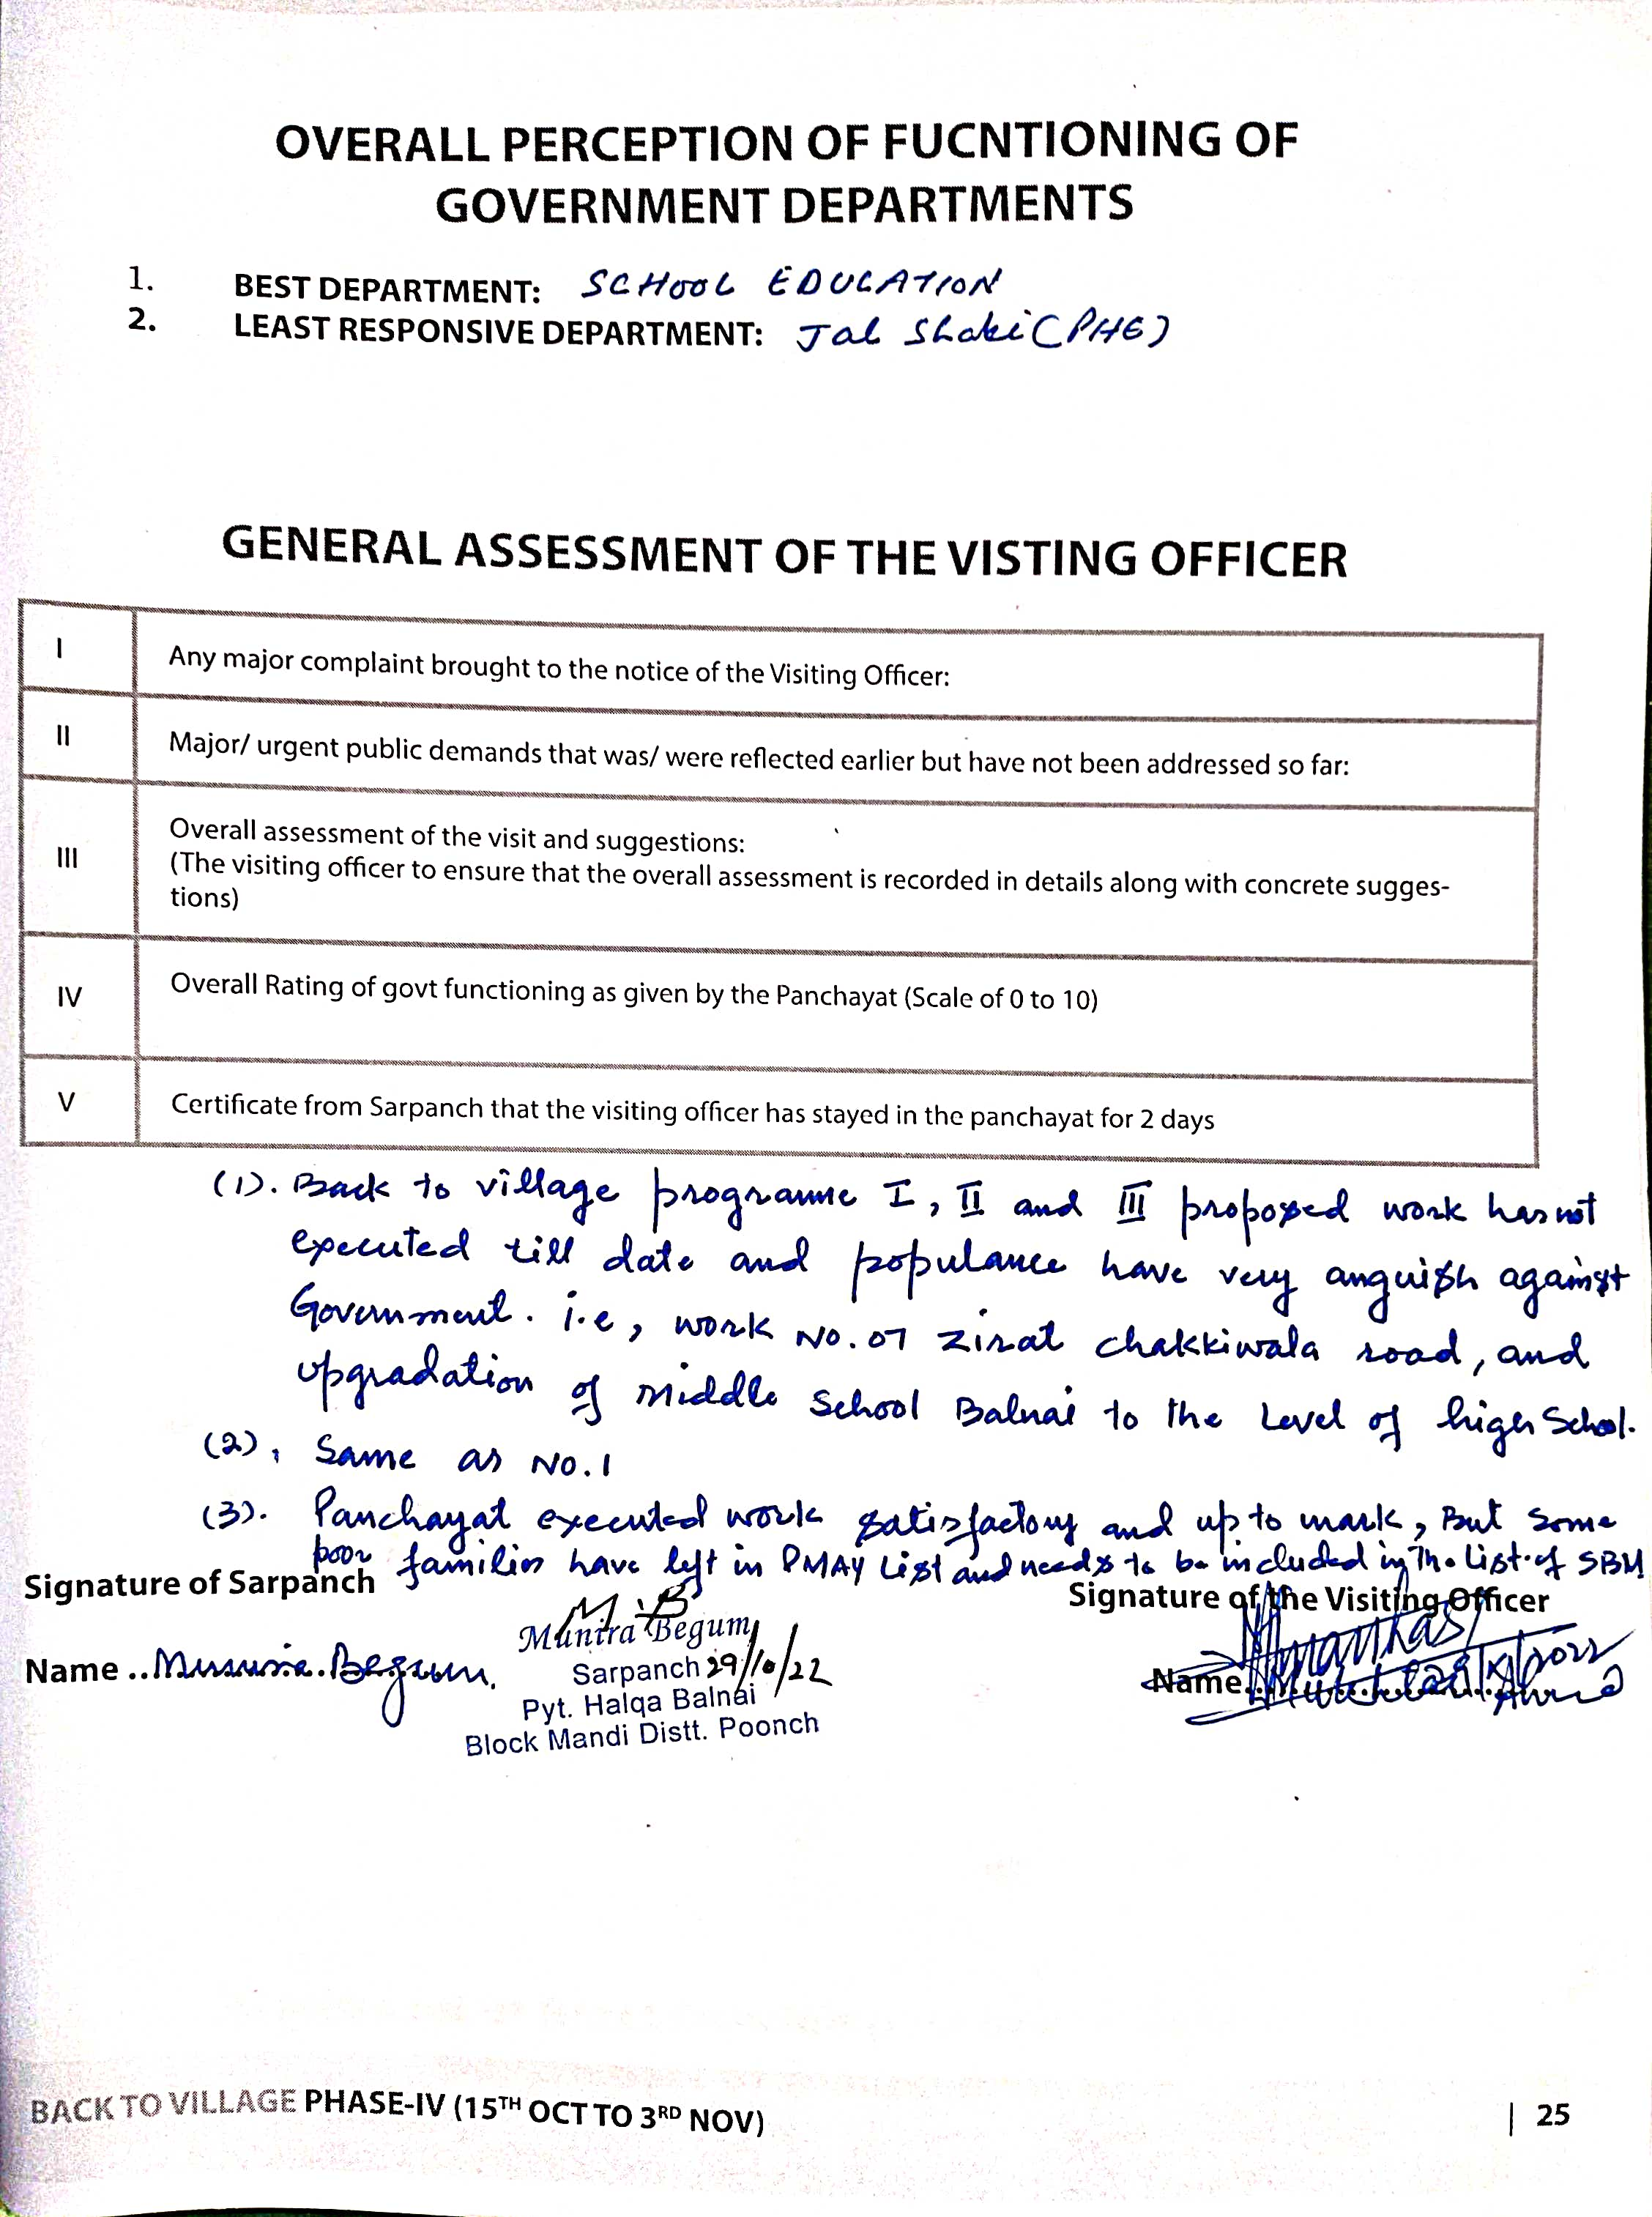 OVERALL PERCEPTION OF FUCNTIONING OF
GOVERNMENT DEPARTMENTS
1. BEST DEPARTMENT: SCHOOL EDUCATION
2. LEAST RESPONSIVE DEPARTMENT: Jal Shakti (PHE)
GENERAL ASSESSMENT OF THE VISTING OFFICER
I Any major complaint brought to the notice of the Visiting Officer:
II Major/ urgent public demands that was/ were reflected earlier but have not been addressed so far:
III Overall assessment of the visit and suggestions:
(The visiting officer to ensure that the overall assessment is recorded in details along with concrete sugges-
tions)
IV Overall Rating of govt functioning as given by the Panchayat (Scale of 0 to 10)
V Certificate from Sarpanch that the visiting officer has stayed in the panchayat for 2 days
(1). Back to village programme I, II and III proposed work has not
executed till date and populance have very anguish against
Government. i.e, work No. 07 Zirat chakkiwala road, and
upgradation of middle School Balnai to the Level of high School.
(2), Same as No. 1
(3). Panchayat executed work satisfactory and up to mark, But some
poor families have left in PMAY List and needs to be included in the List of SBM
Signature of Sarpanch
Signature of the Visiting Officer
M.B
Munira Begum
Sarpanch 29/10/22
Pyt. Halqa Balnai
Block Mandi Distt. Poonch
Name .. Begum.
Name
BACK TO VILLAGE PHASE-IV (15TH OCT TO 3RD NOV)
| 25